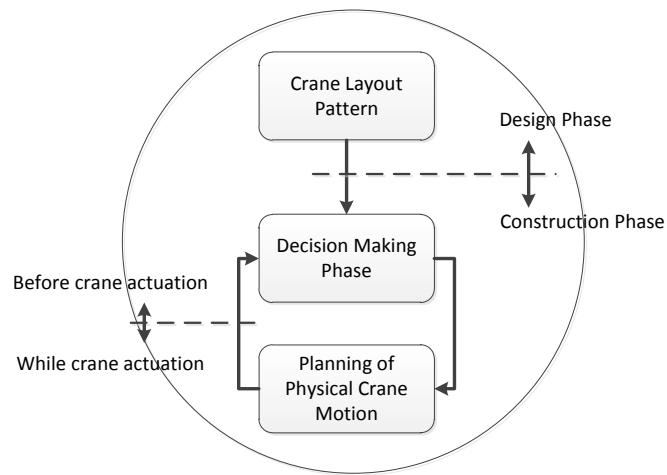 Crane Layout
Pattern
Design Phase
Construction Phase
Decision Making
Phase
Before crane actuation
While crane actuation
Planning of
Physical Crane
Motion